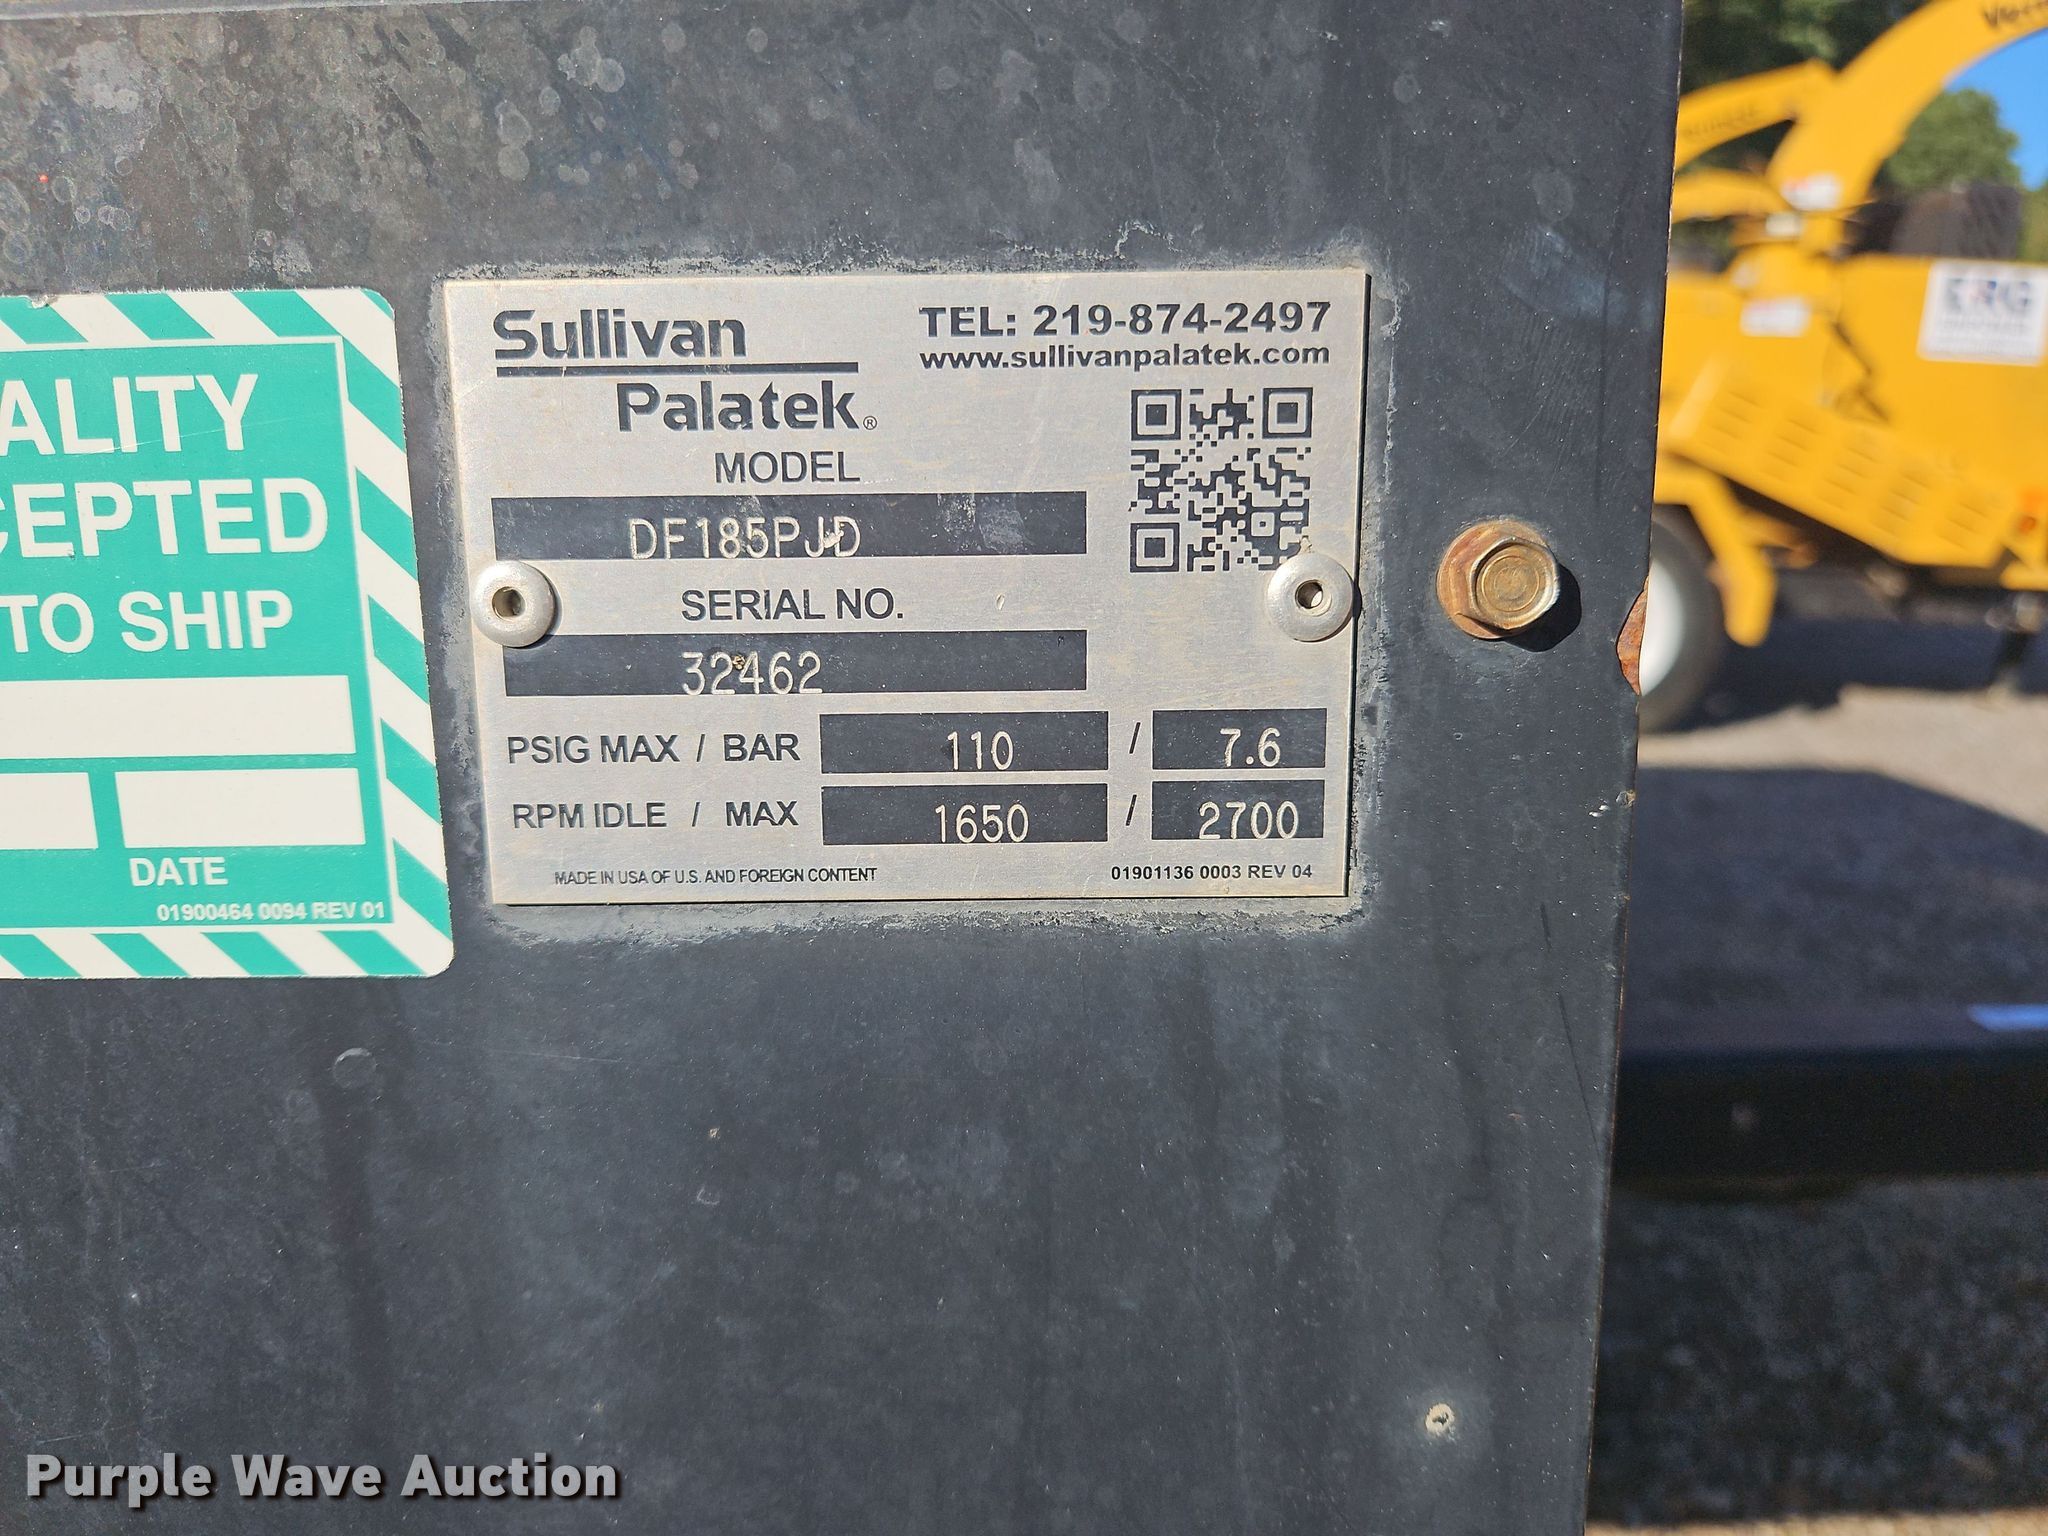 Sullivan
Palatek®
TEL: 219-874-2497
www.sullivanpalatek.com
MODEL
DF185PJD
SERIAL NO.
32462
PSIG MAX / BAR 110 / 7.6
RPM IDLE / MAX 1650 / 2700
MADE IN USA OF U.S. AND FOREIGN CONTENT
01901136 0003 REV 04
ALITY
CEPTED
TO SHIP
DATE
01900464 0094 REV 01
Purple Wave Auction